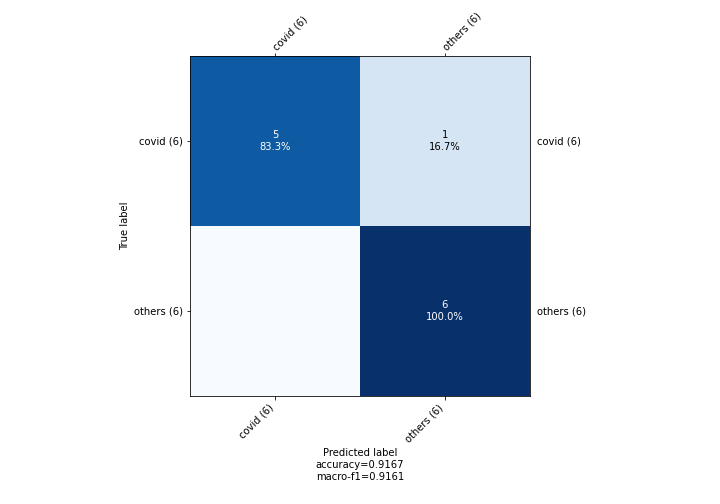 covid (6)
others (6)
covid (6)
5
83.3%
1
16.7%
covid (6)
True label
others (6)
6
100.0%
others (6)
covid (6)
others (6)
Predicted label
accuracy=0.9167
macro-f1=0.9161